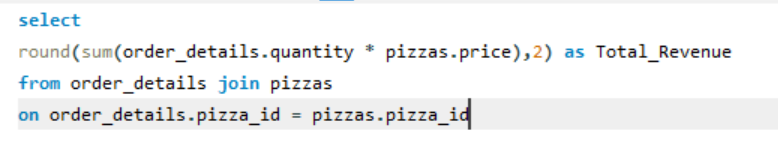 select
round(sum(order_details.quantity * pizzas.price),2) as Total_Revenue
from order_details join pizzas
on order_details.pizza_id = pizzas.pizza_id